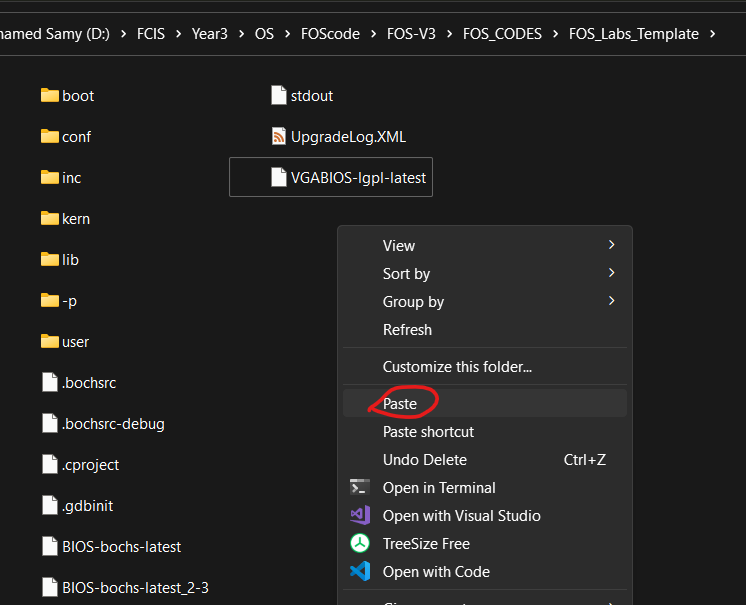 named Samy (D:) > FCIS > Year3 > OS > FOScode > FOS-V3 > FOS_CODES > FOS_Labs_Template >
boot
conf
inc
kern
lib
-p
user
.bochsrc
.bochsrc-debug
.cproject
.gdbinit
BIOS-bochs-latest
BIOS-bochs-latest_2-3
stdout
UpgradeLog.XML
VGABIOS-lgpl-latest
View >
Sort by >
Group by >
Refresh
Customize this folder...
Paste
Paste shortcut
Undo Delete Ctrl+Z
Open in Terminal
Open with Visual Studio
TreeSize Free
Open with Code